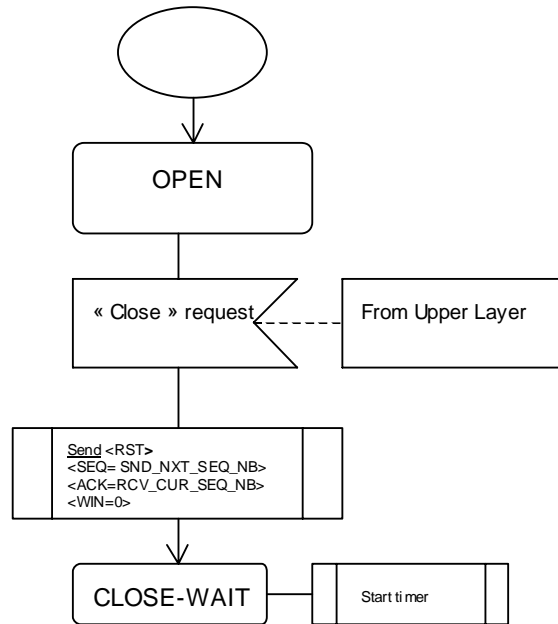 OPEN
« Close » request
From Upper Layer
Send <RST>
<SEQ= SND_NXT_SEQ_NB>
<ACK=RCV_CUR_SEQ_NB>
<WIN=0>
CLOSE-WAIT
Start timer